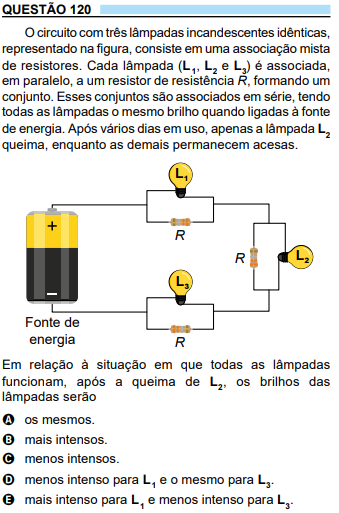 QUESTÃO 120
O circuito com três lâmpadas incandescentes idênticas,
representado na figura, consiste em uma associação mista
de resistores. Cada lâmpada (L₁, L₂ e L₃) é associada,
em paralelo, a um resistor de resistência R, formando um
conjunto. Esses conjuntos são associados em série, tendo
todas as lâmpadas o mesmo brilho quando ligadas à fonte
de energia. Após vários dias em uso, apenas a lâmpada L₂
queima, enquanto as demais permanecem acesas.
L₁
+
R
R
L₂
L₃
−
Fonte de
energia
R
Em relação à situação em que todas as lâmpadas
funcionam, após a queima de L₂, os brilhos das
lâmpadas serão
A os mesmos.
B mais intensos.
C menos intensos.
D menos intenso para L₁ e o mesmo para L₃.
E mais intenso para L₁ e menos intenso para L₃.